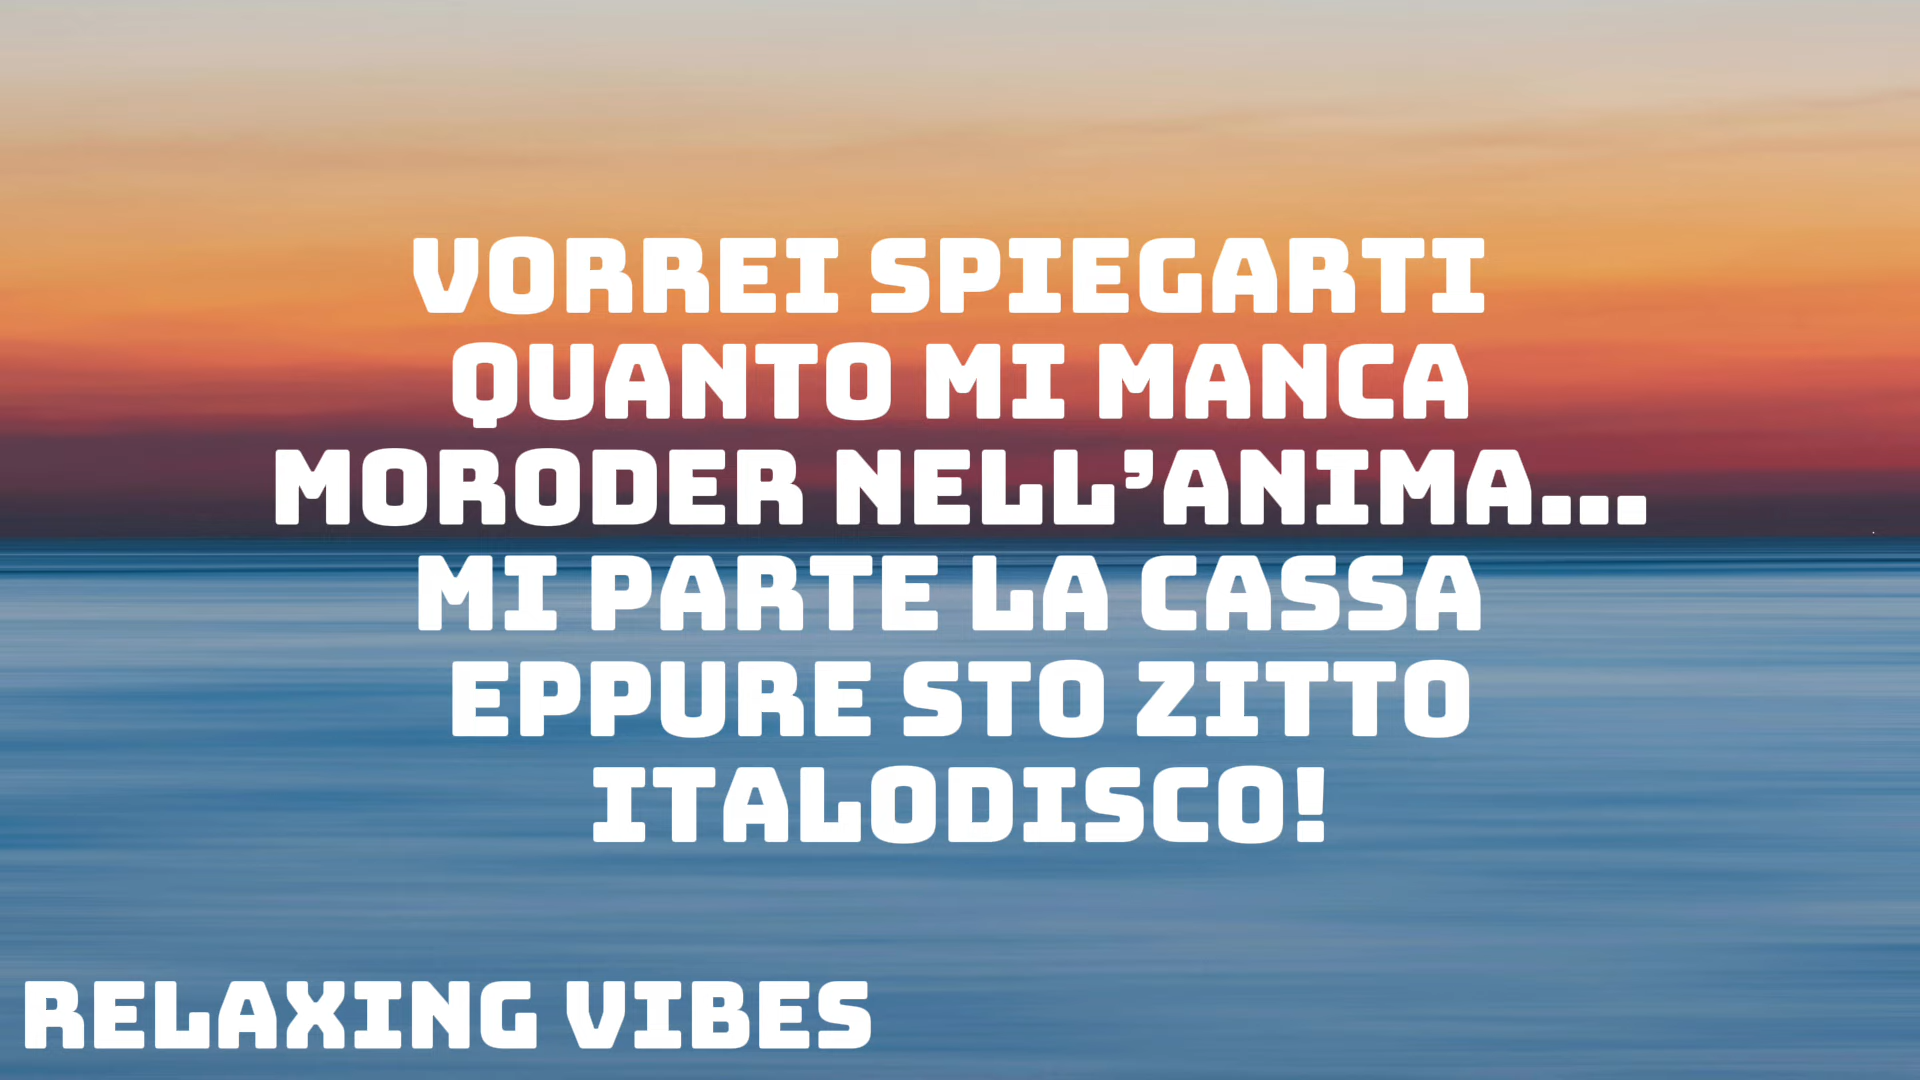 VORREI SPIEGARTI
QUANTO MI MANCA
MORODER NELL’ANIMA...
MI PARTE LA CASSA
EPPURE STO ZITTO
ITALODISCO!
RELAXING VIBES